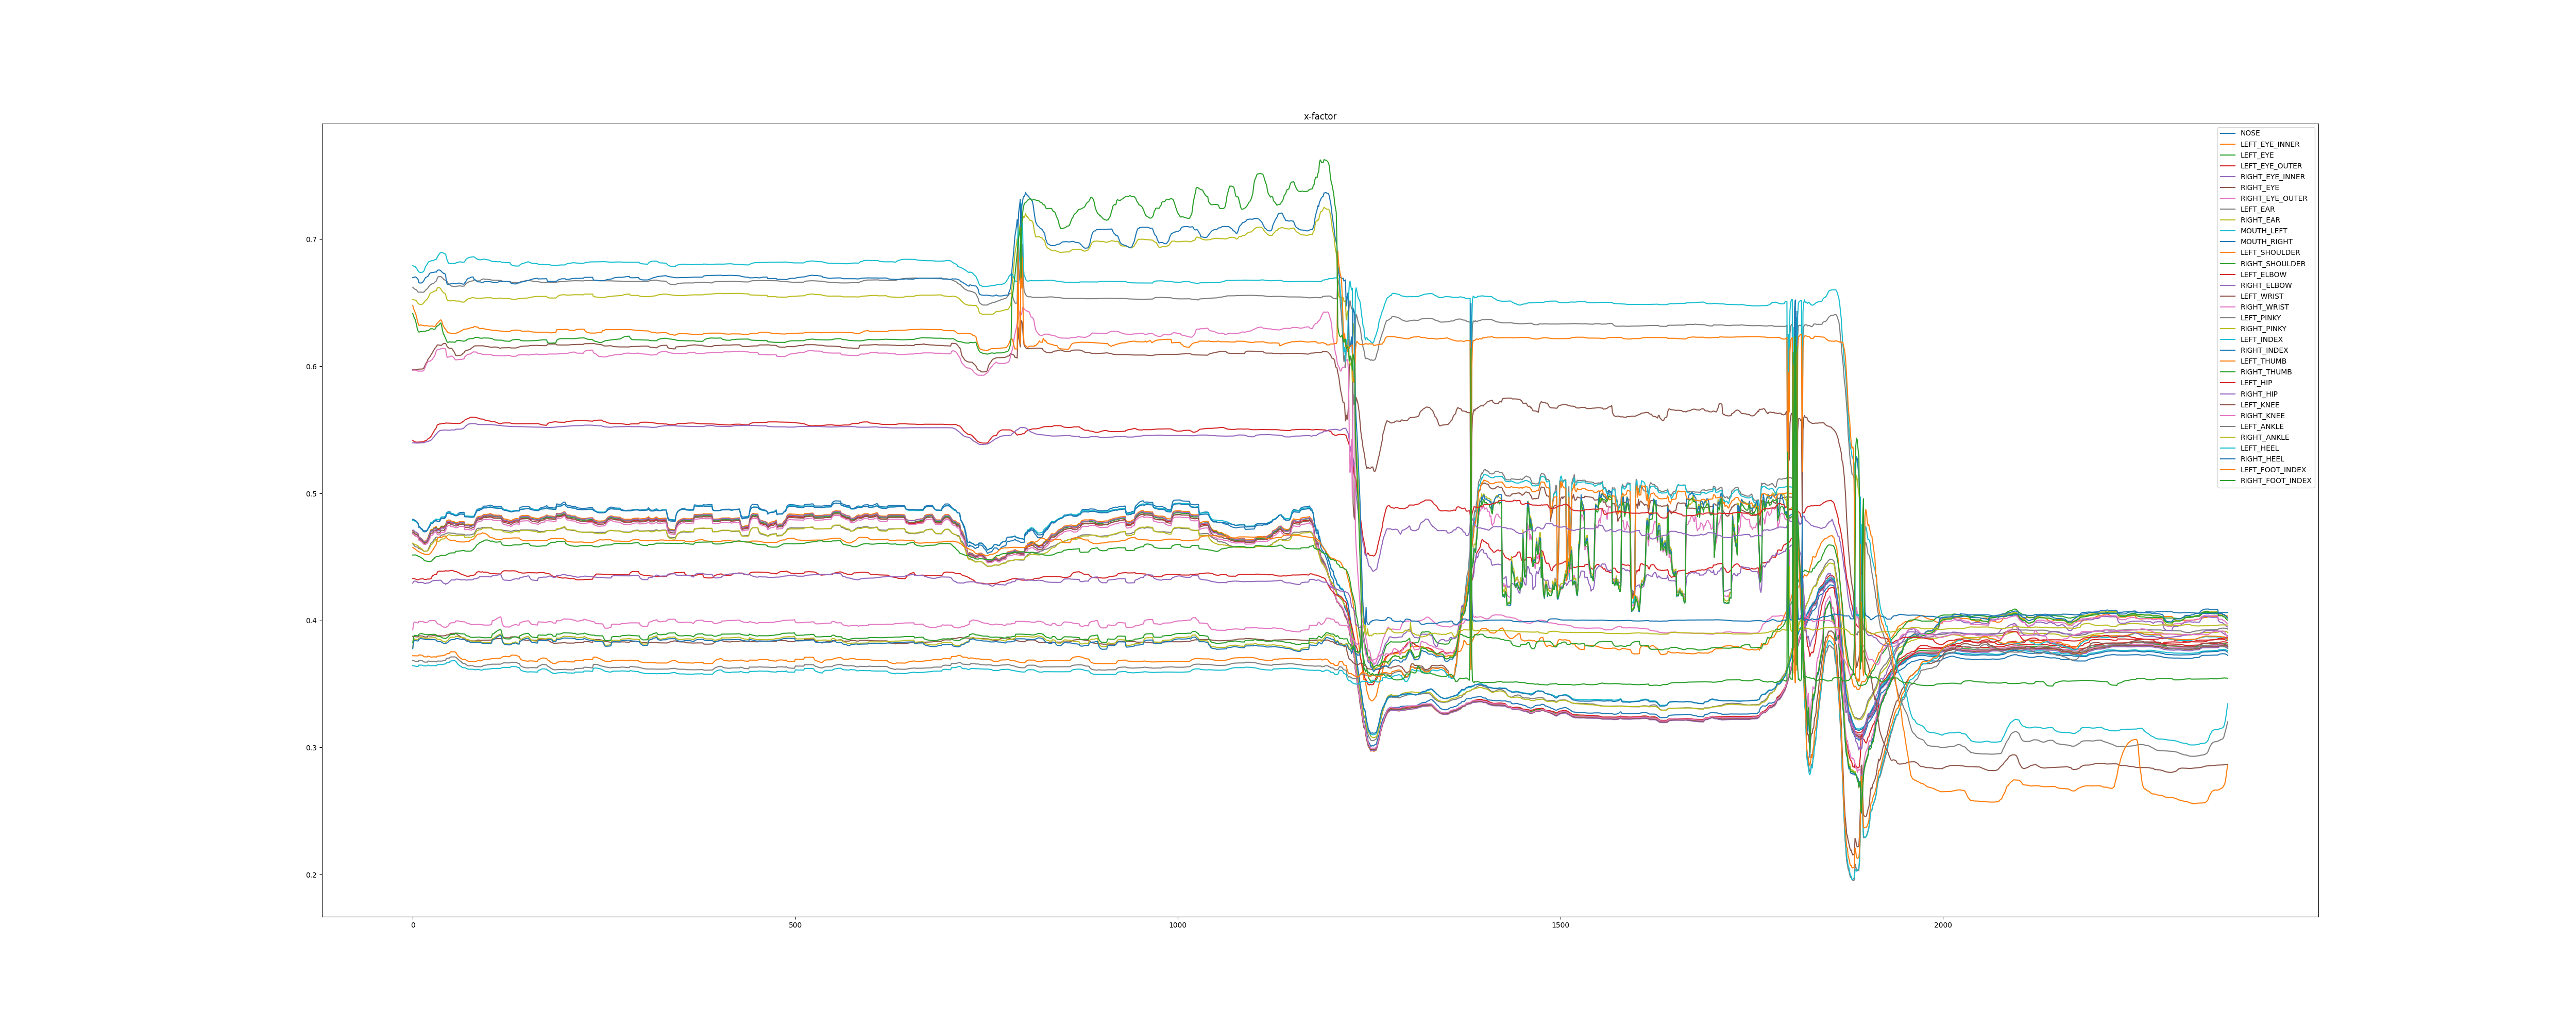 x-factor
NOSE
LEFT_EYE_INNER
LEFT_EYE
LEFT_EYE_OUTER
RIGHT_EYE_INNER
RIGHT_EYE
RIGHT_EYE_OUTER
LEFT_EAR
RIGHT_EAR
MOUTH_LEFT
MOUTH_RIGHT
LEFT_SHOULDER
RIGHT_SHOULDER
LEFT_ELBOW
RIGHT_ELBOW
LEFT_WRIST
RIGHT_WRIST
LEFT_PINKY
RIGHT_PINKY
LEFT_INDEX
RIGHT_INDEX
LEFT_THUMB
RIGHT_THUMB
LEFT_HIP
RIGHT_HIP
LEFT_KNEE
RIGHT_KNEE
LEFT_ANKLE
RIGHT_ANKLE
LEFT_HEEL
RIGHT_HEEL
LEFT_FOOT_INDEX
RIGHT_FOOT_INDEX
0.7
0.6
0.5
0.4
0.3
0.2
0 500 1000 1500 2000